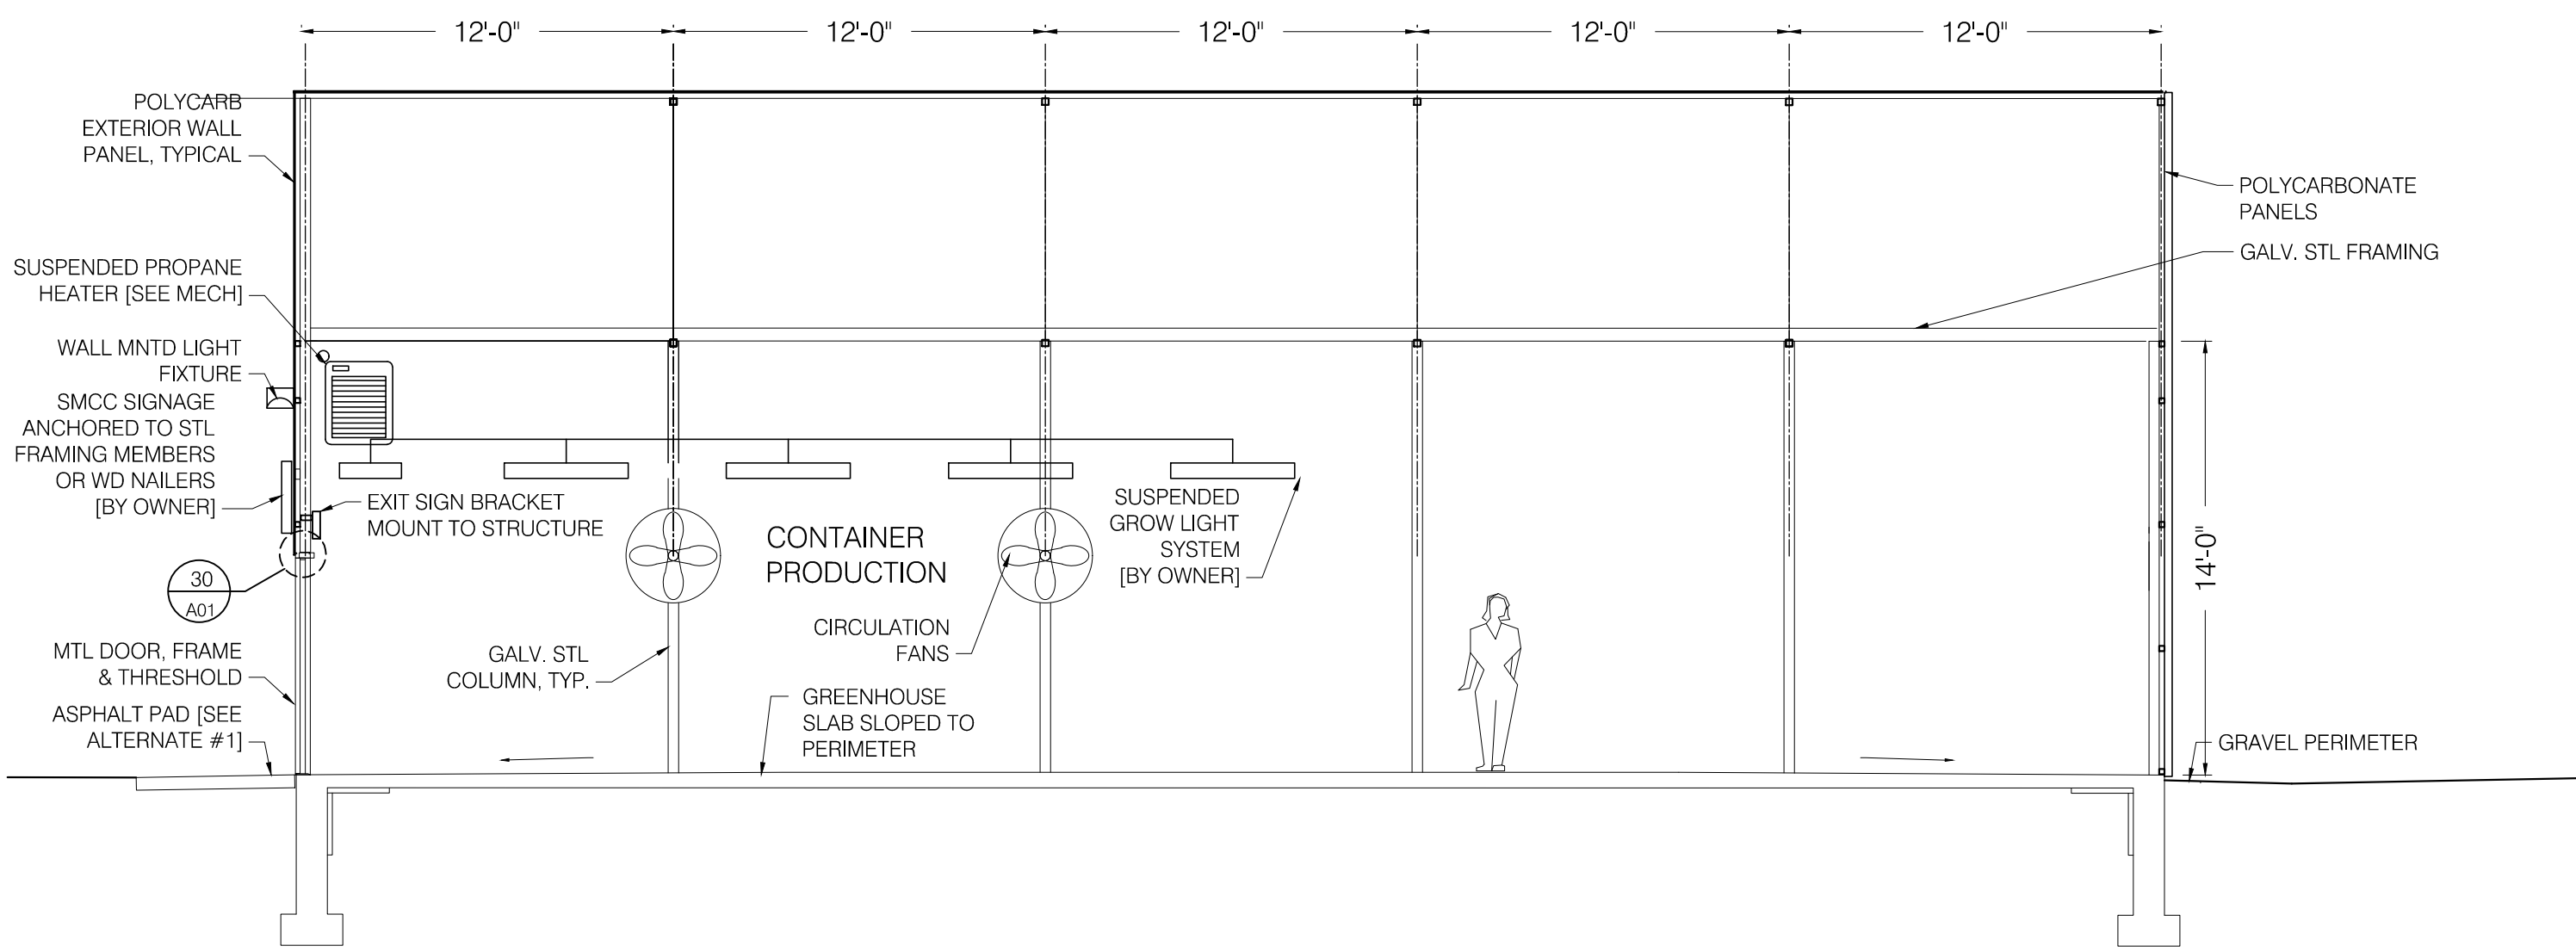 12'-0" 12'-0" 12'-0" 12'-0" 12'-0"
POLYCARB
EXTERIOR WALL
PANEL, TYPICAL
SUSPENDED PROPANE
HEATER [SEE MECH]
WALL MNTD LIGHT
FIXTURE
SMCC SIGNAGE
ANCHORED TO STL
FRAMING MEMBERS
OR WD NAILERS
[BY OWNER]
EXIT SIGN BRACKET
MOUNT TO STRUCTURE
30
A01
MTL DOOR, FRAME
& THRESHOLD
ASPHALT PAD [SEE
ALTERNATE #1]
GALV. STL
COLUMN, TYP.
CONTAINER
PRODUCTION
CIRCULATION
FANS
GREENHOUSE
SLAB SLOPED TO
PERIMETER
SUSPENDED
GROW LIGHT
SYSTEM
[BY OWNER]
POLYCARBONATE
PANELS
GALV. STL FRAMING
14'-0"
GRAVEL PERIMETER